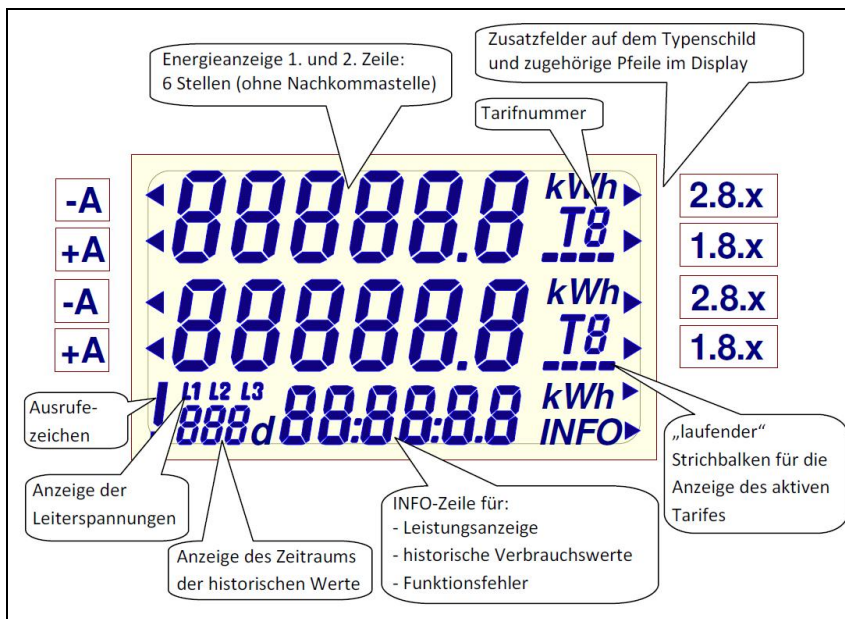 Energieanzeige 1. und 2. Zeile:
6 Stellen (ohne Nachkommastelle)
Zusatzfelder auf dem Typenschild
und zugehörige Pfeile im Display
Tarifnummer
-A
88888.8
kWh
T8
2.8.x
+A
1.8.x
-A
88888.8
kWh
T8
2.8.x
+A
1.8.x
L1 L2 L3
888d
88:88:8.8
kWh
INFO
Ausrufe-
zeichen
Anzeige der
Leiterspannungen
Anzeige des Zeitraums
der historischen Werte
INFO-Zeile für:
- Leistungsanzeige
- historische Verbrauchswerte
- Funktionsfehler
„laufender“
Strichbalken für die
Anzeige des aktiven
Tarifes